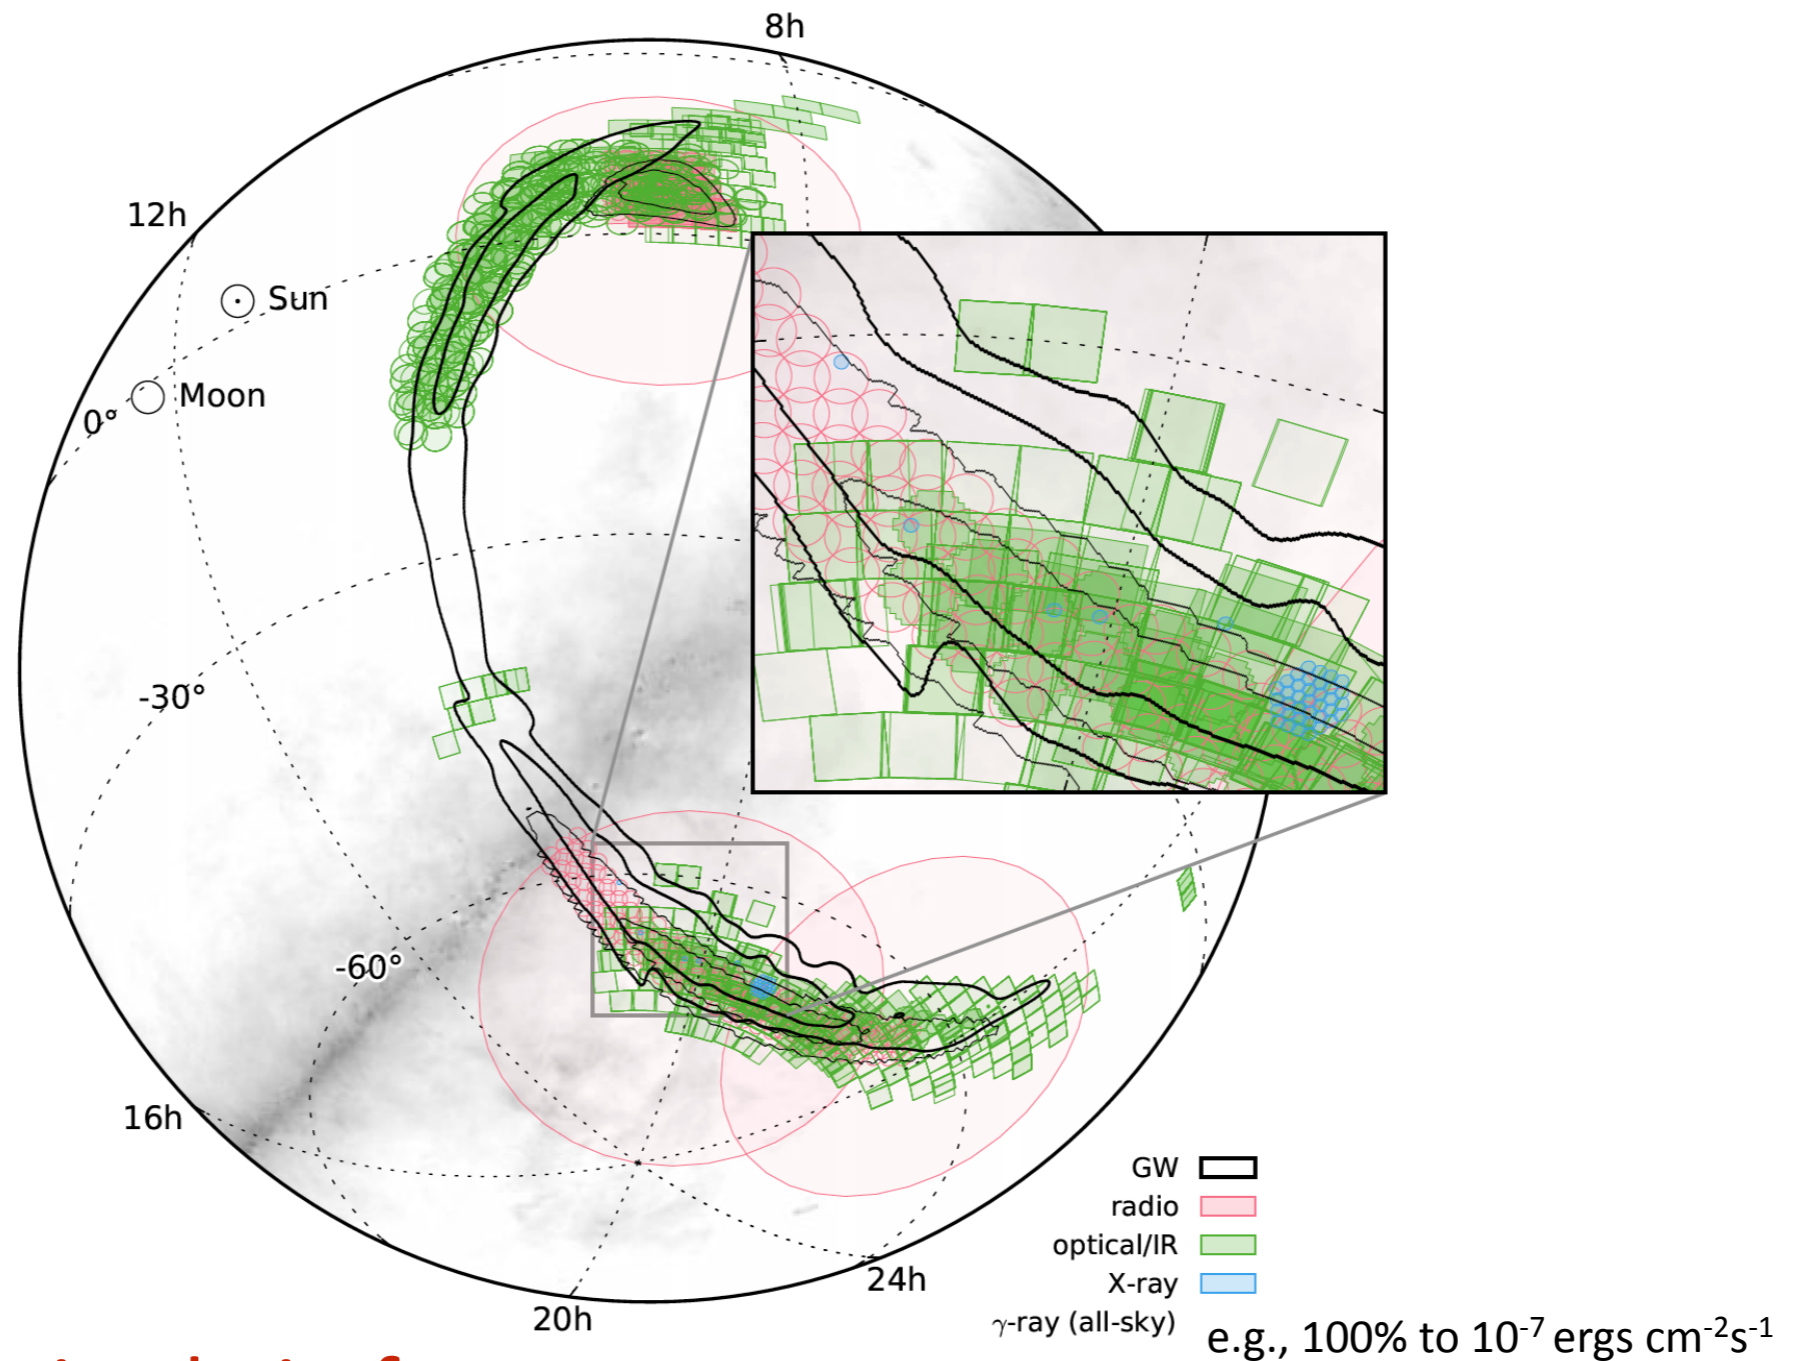 8h
12h
Sun
Moon
0°
-30°
-60°
16h
GW
radio
optical/IR
X-ray
24h
20h
γ-ray (all-sky)
e.g., 100% to 10⁻⁷ ergs cm⁻²s⁻¹